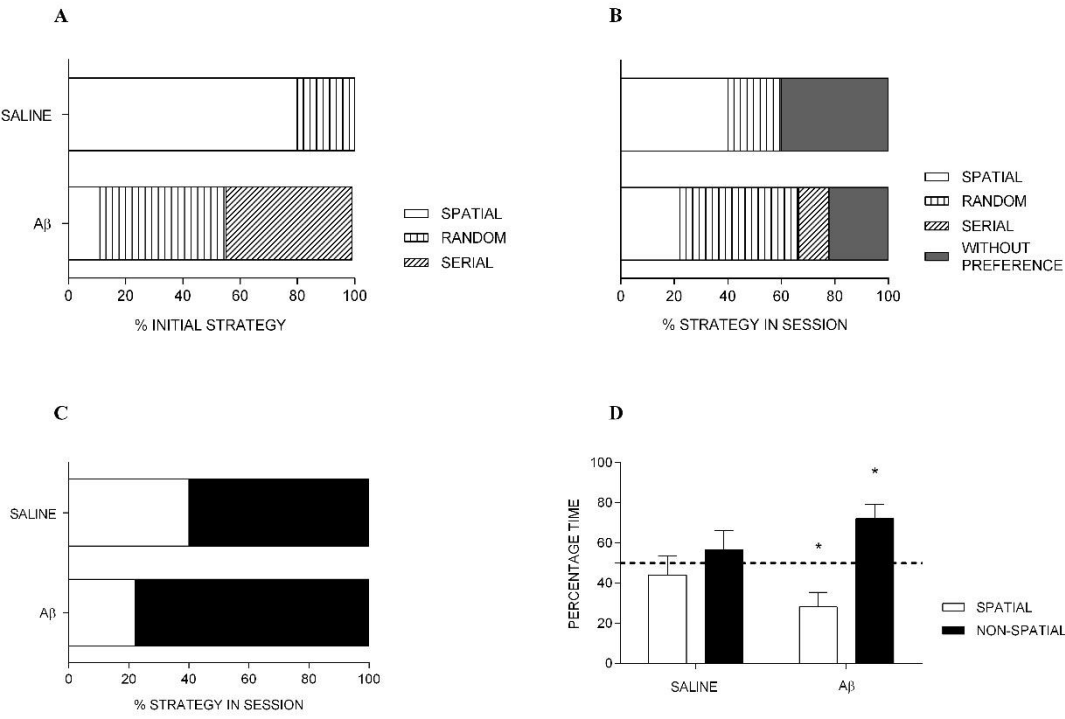 A
SALINE
Aβ
0 20 40 60 80 100
% INITIAL STRATEGY
SPATIAL
RANDOM
SERIAL
B
0 20 40 60 80 100
% STRATEGY IN SESSION
SPATIAL
RANDOM
SERIAL
WITHOUT
PREFERENCE
C
SALINE
Aβ
0 20 40 60 80 100
% STRATEGY IN SESSION
D
PERCENTAGE TIME
100
80
60
40
20
0
*
*
SALINE Aβ
SPATIAL
NON-SPATIAL